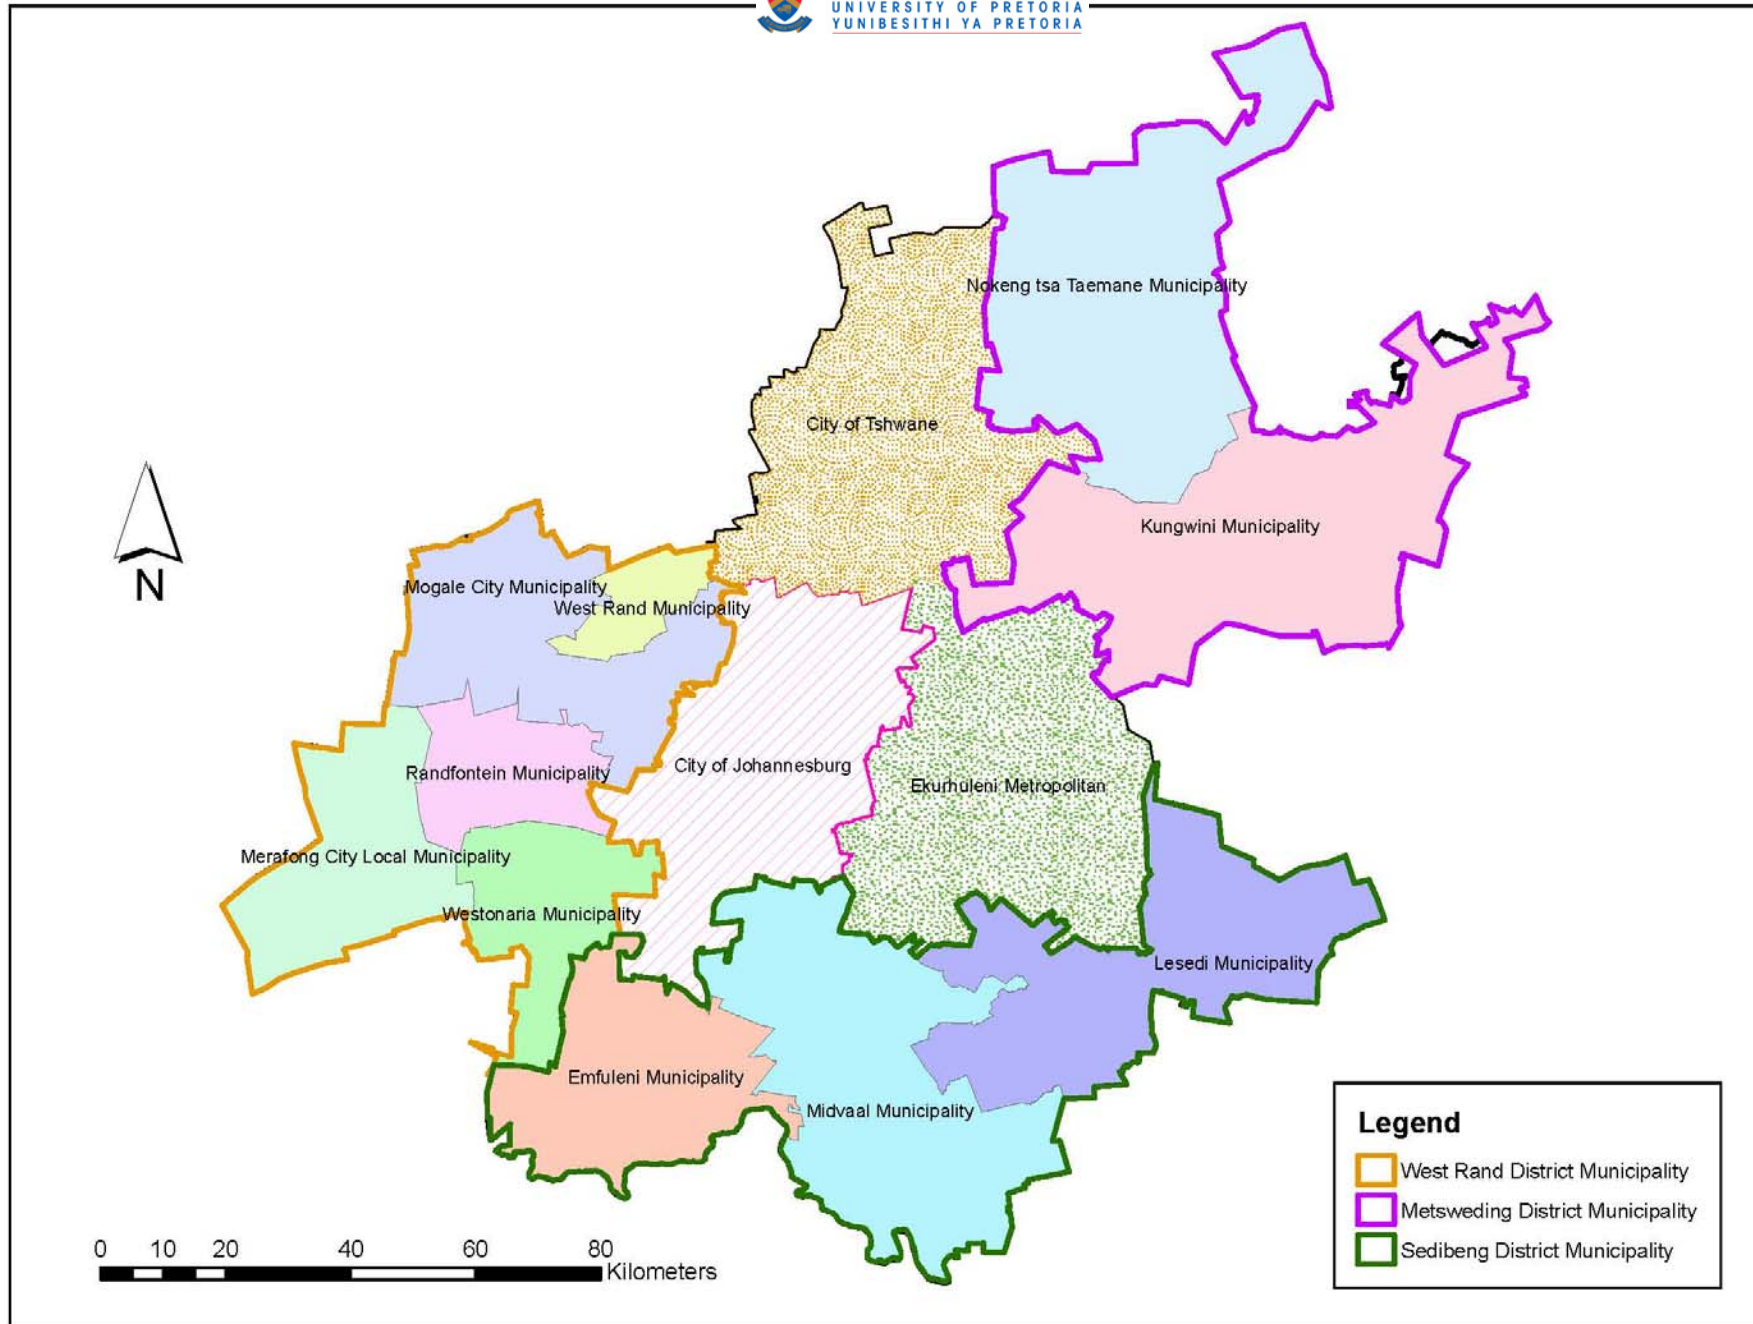 UNIVERSITY OF PRETORIA
YUNIBESITHI YA PRETORIA
Nokeng tsa Taemane Municipality
City of Tshwane
Kungwini Municipality
N
Mogale City Municipality
West Rand Municipality
City of Johannesburg
Randfontein Municipality
Ekurhuleni Metropolitan
Merafong City Local Municipality
Westonaria Municipality
Lesedi Municipality
Emfuleni Municipality
Midvaal Municipality
Legend
West Rand District Municipality
Metsweding District Municipality
Sedibeng District Municipality
0 10 20 40 60 80
Kilometers